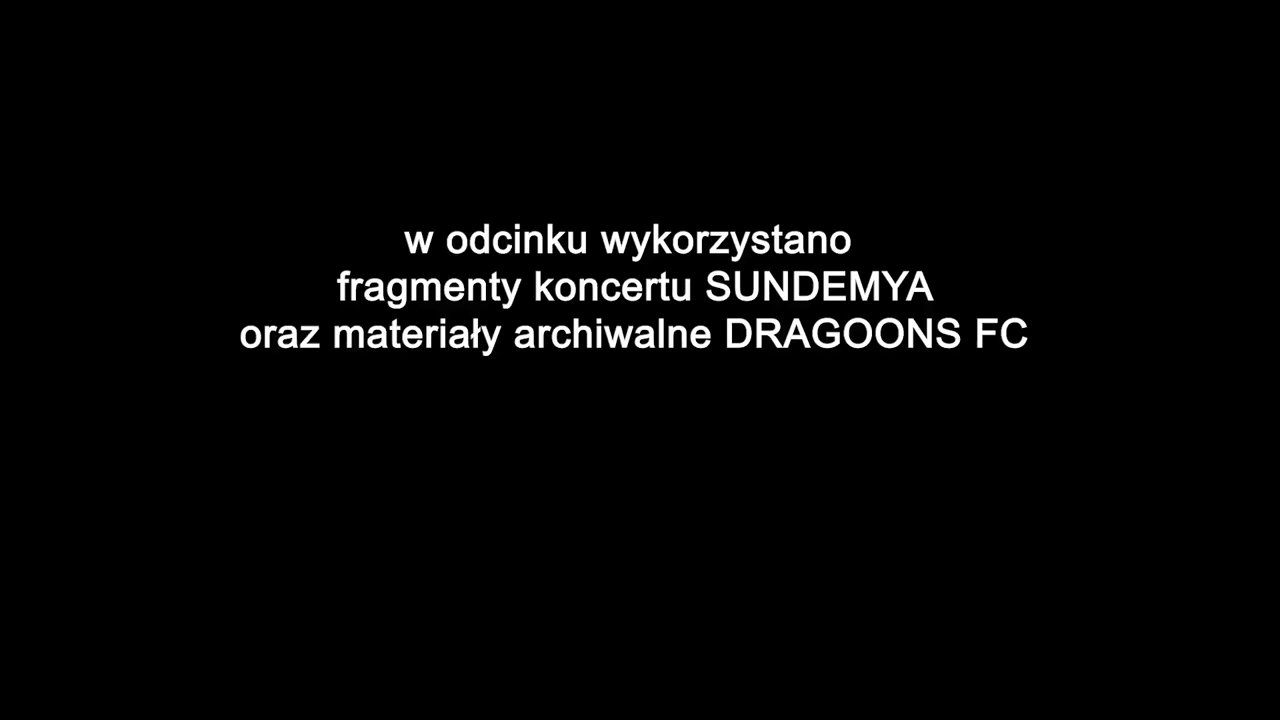 w odcinku wykorzystano
fragmenty koncertu SUNDEMYA
oraz materiały archiwalne DRAGOONS FC